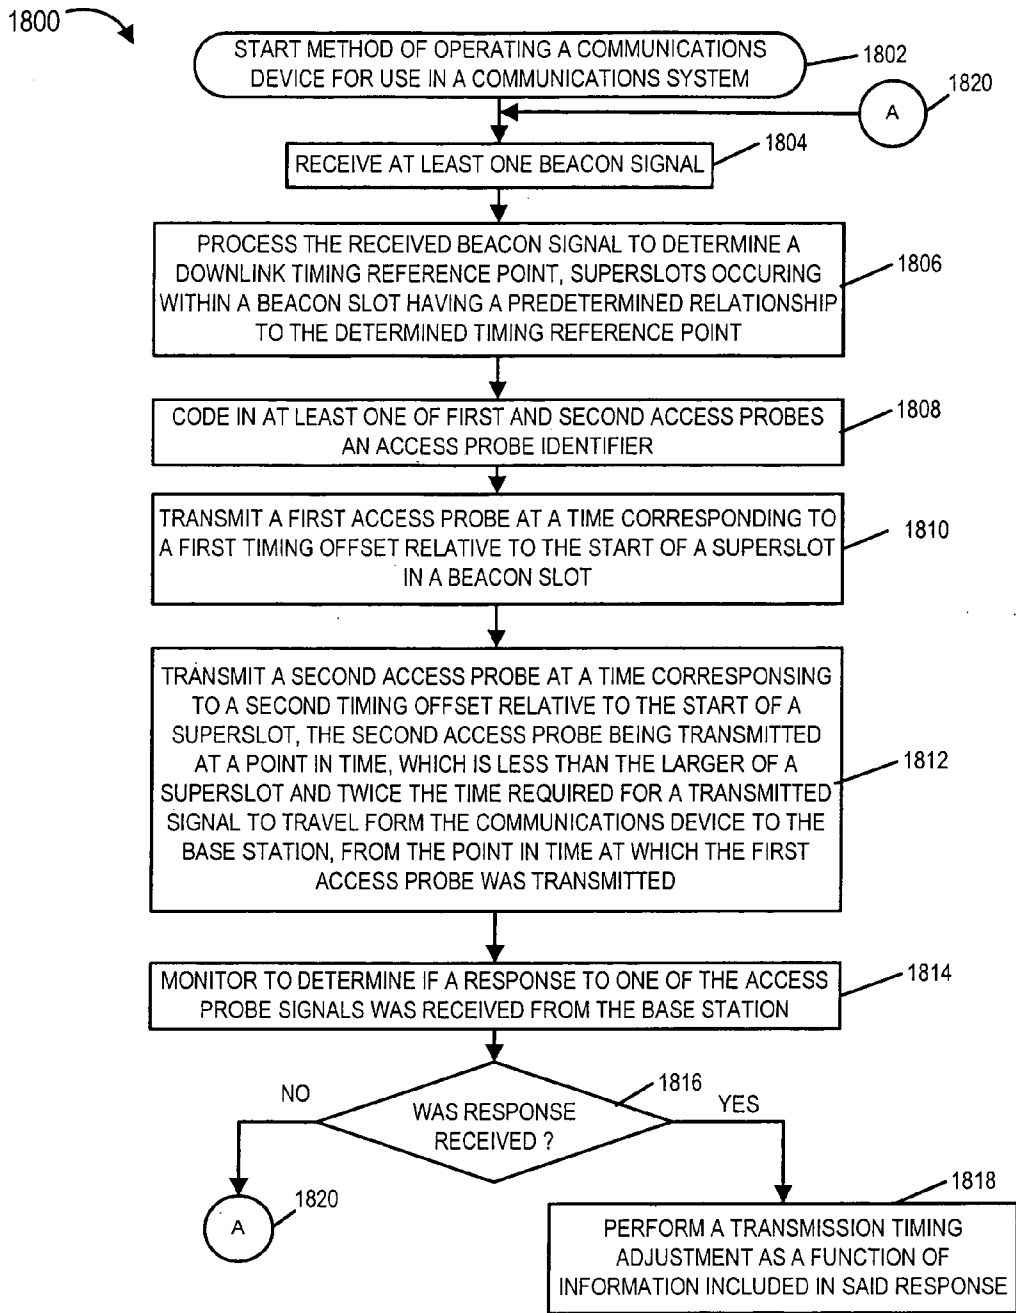 1800
START METHOD OF OPERATING A COMMUNICATIONS
DEVICE FOR USE IN A COMMUNICATIONS SYSTEM
1802
A
1820
RECEIVE AT LEAST ONE BEACON SIGNAL
1804
PROCESS THE RECEIVED BEACON SIGNAL TO DETERMINE A
DOWNLINK TIMING REFERENCE POINT, SUPERSLOTS OCCURING
WITHIN A BEACON SLOT HAVING A PREDETERMINED RELATIONSHIP
TO THE DETERMINED TIMING REFERENCE POINT
1806
CODE IN AT LEAST ONE OF FIRST AND SECOND ACCESS PROBES
AN ACCESS PROBE IDENTIFIER
1808
TRANSMIT A FIRST ACCESS PROBE AT A TIME CORRESPONDING TO
A FIRST TIMING OFFSET RELATIVE TO THE START OF A SUPERSLOT
IN A BEACON SLOT
1810
TRANSMIT A SECOND ACCESS PROBE AT A TIME CORRESPONSING
TO A SECOND TIMING OFFSET RELATIVE TO THE START OF A
SUPERSLOT, THE SECOND ACCESS PROBE BEING TRANSMITTED
AT A POINT IN TIME, WHICH IS LESS THAN THE LARGER OF A
SUPERSLOT AND TWICE THE TIME REQUIRED FOR A TRANSMITTED
SIGNAL TO TRAVEL FORM THE COMMUNICATIONS DEVICE TO THE
BASE STATION, FROM THE POINT IN TIME AT WHICH THE FIRST
ACCESS PROBE WAS TRANSMITTED
1812
MONITOR TO DETERMINE IF A RESPONSE TO ONE OF THE ACCESS
PROBE SIGNALS WAS RECEIVED FROM THE BASE STATION
1814
WAS RESPONSE
RECEIVED ?
1816
NO
YES
A
1820
PERFORM A TRANSMISSION TIMING
ADJUSTMENT AS A FUNCTION OF
INFORMATION INCLUDED IN SAID RESPONSE
1818